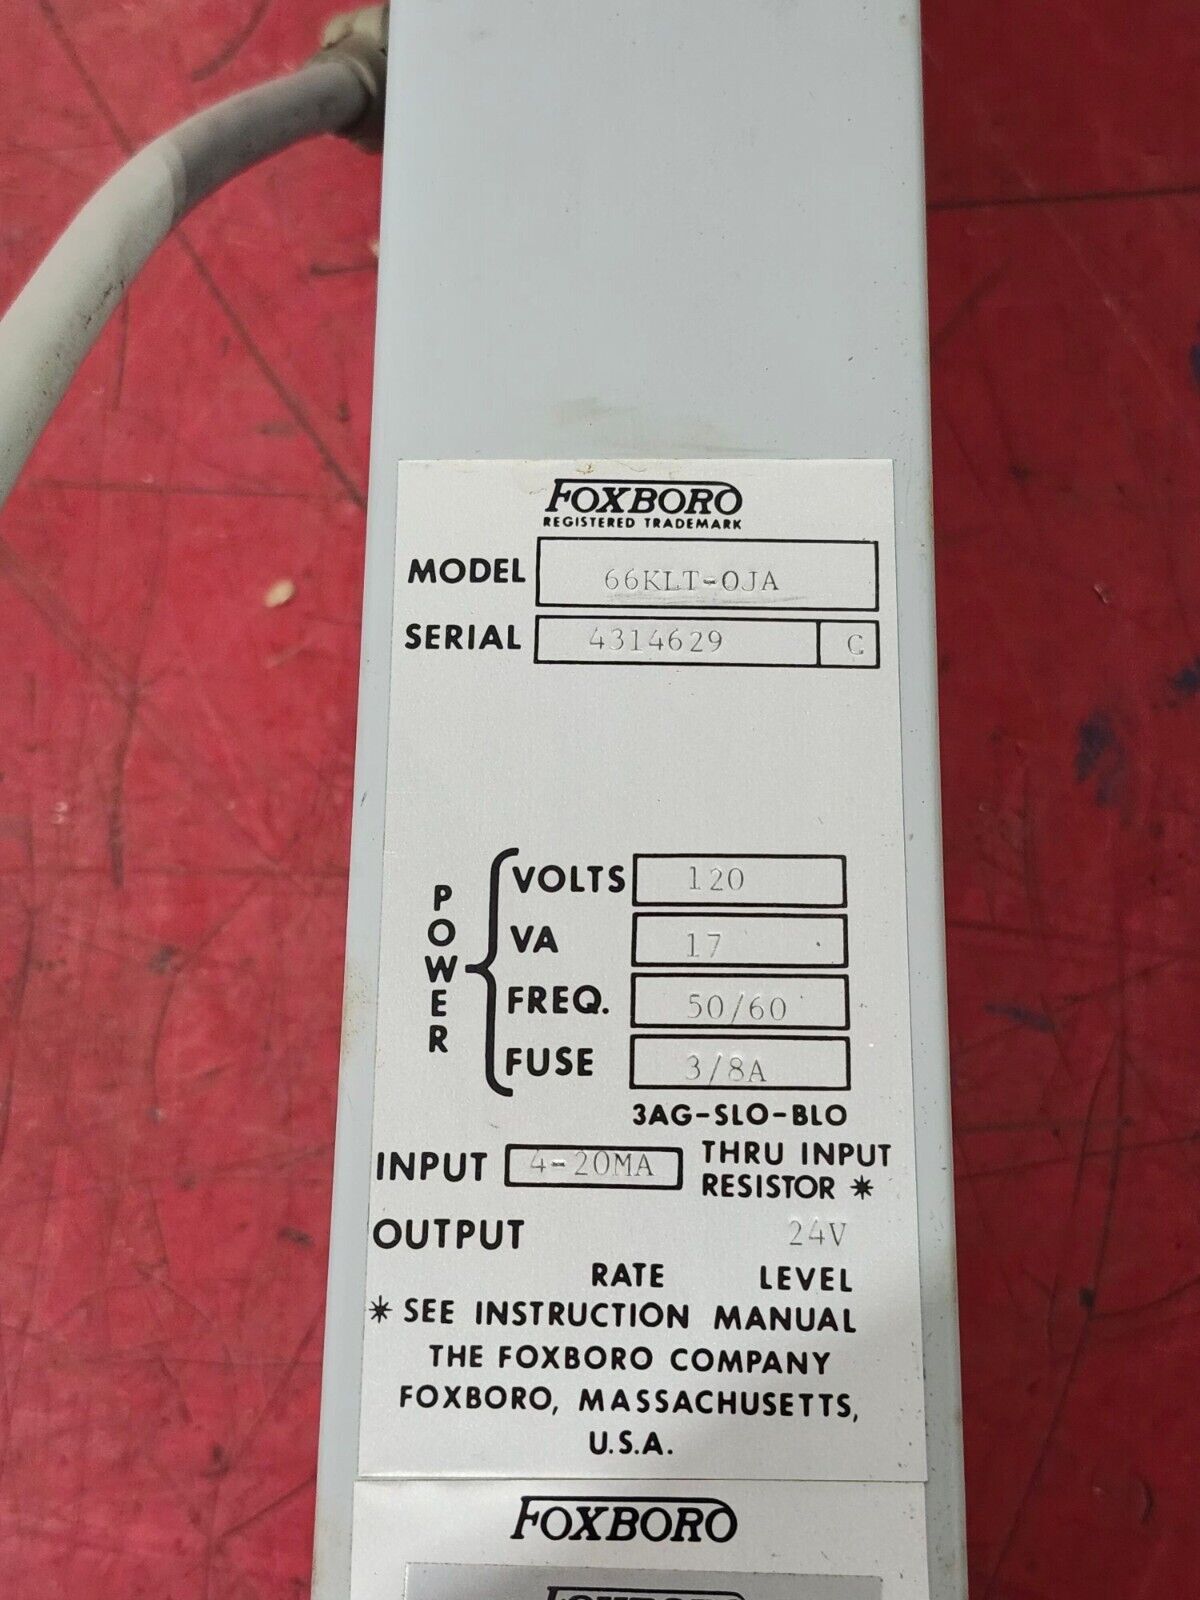 FOXBORO
REGISTERED TRADEMARK
MODEL 66KLT-OJA
SERIAL 4314629 C
POWER
VOLTS 120
VA 17
FREQ. 50/60
FUSE 3/8A
3AG-SLO-BLO
INPUT 4-20MA THRU INPUT
RESISTOR *
OUTPUT 24V
RATE LEVEL
* SEE INSTRUCTION MANUAL
THE FOXBORO COMPANY
FOXBORO, MASSACHUSETTS,
U.S.A.
FOXBORO
FOXBORO